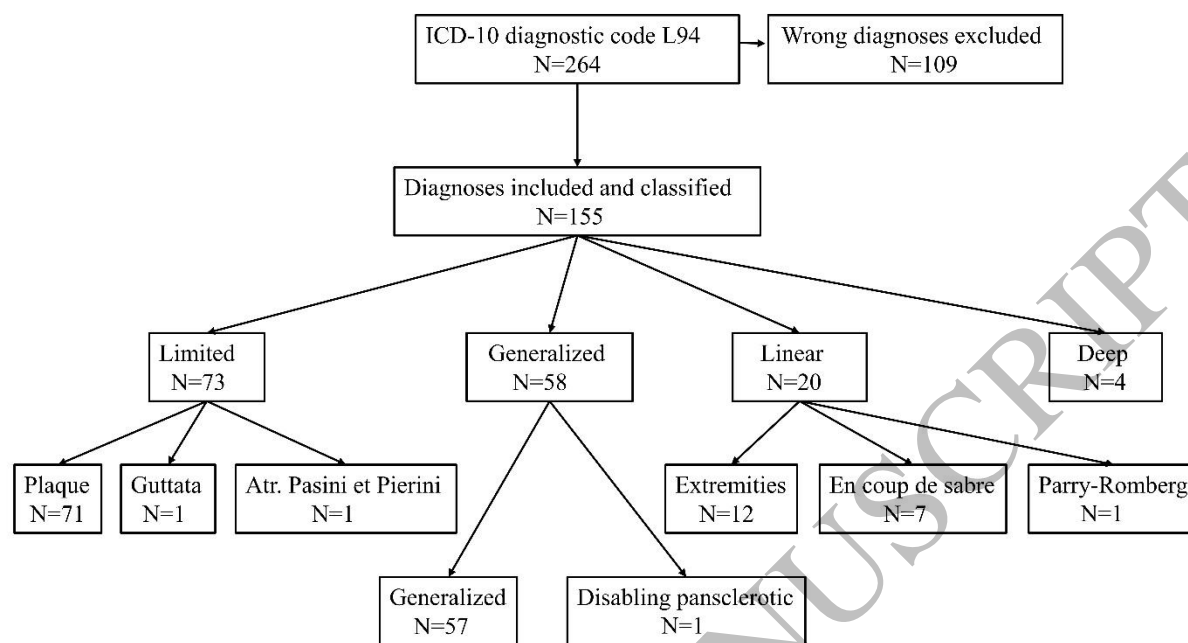 ICD-10 diagnostic code L94
N=264
Wrong diagnoses excluded
N=109
Diagnoses included and classified
N=155
Limited
N=73
Generalized
N=58
Linear
N=20
Deep
N=4
Plaque
N=71
Guttata
N=1
Atr. Pasini et Pierini
N=1
Extremities
N=12
En coup de sabre
N=7
Parry-Romberg
N=1
Generalized
N=57
Disabling pansclerotic
N=1
NUSCRIPT